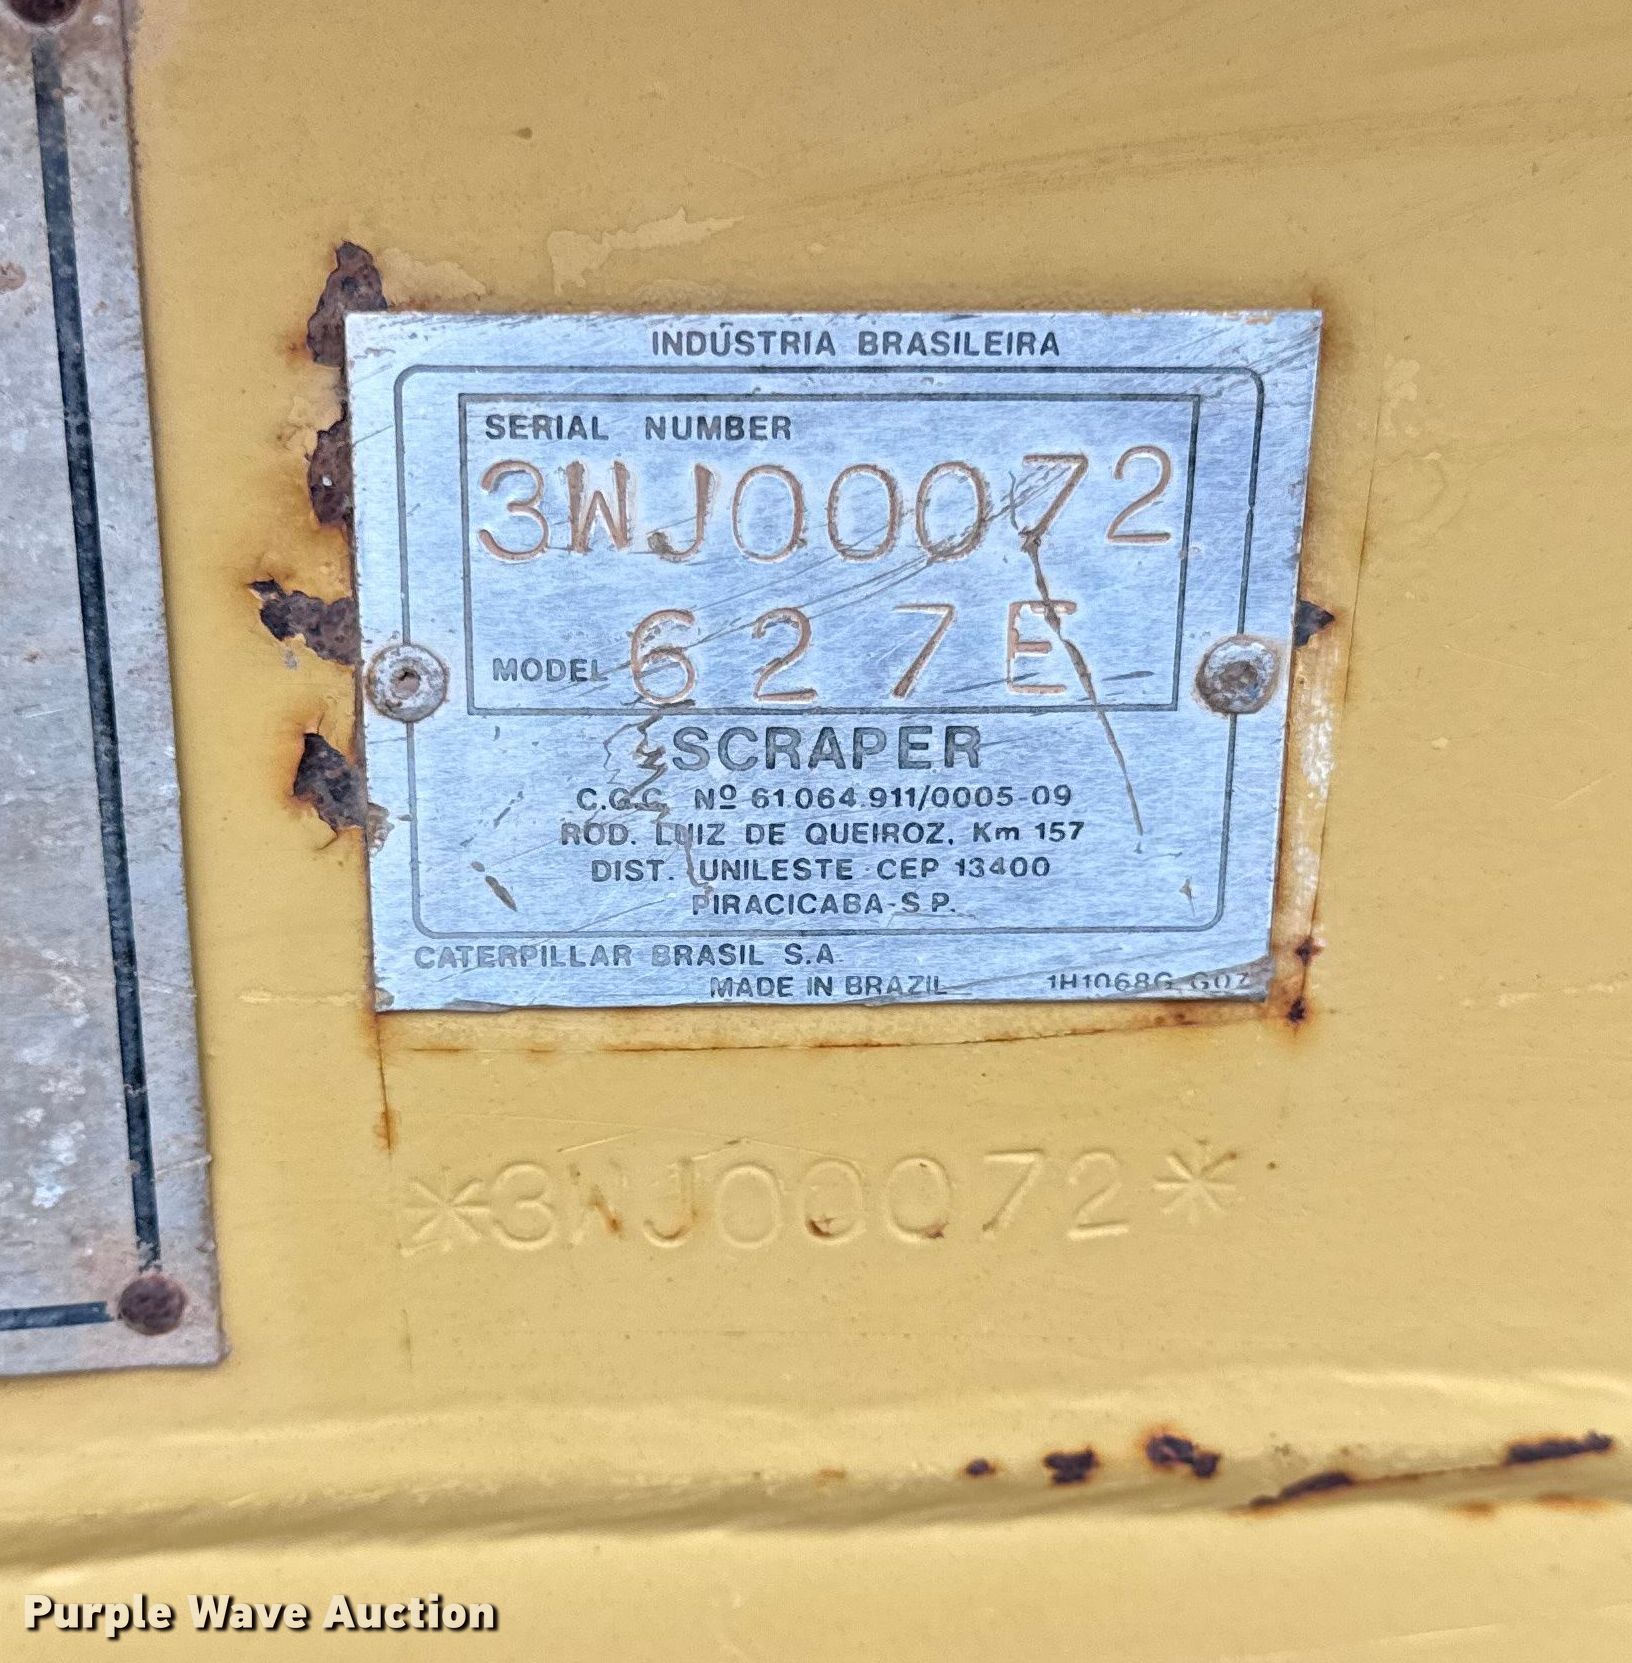 INDÚSTRIA BRASILEIRA
SERIAL NUMBER
3WJ00072
MODEL 627E
SCRAPER
C.G.C. Nº 61.064.911/0005-09
ROD. LUIZ DE QUEIROZ, Km 157
DIST. UNILESTE CEP 13400
PIRACICABA-S.P.
CATERPILLAR BRASIL S.A.
MADE IN BRAZIL
*3WJ00072*
Purple Wave Auction